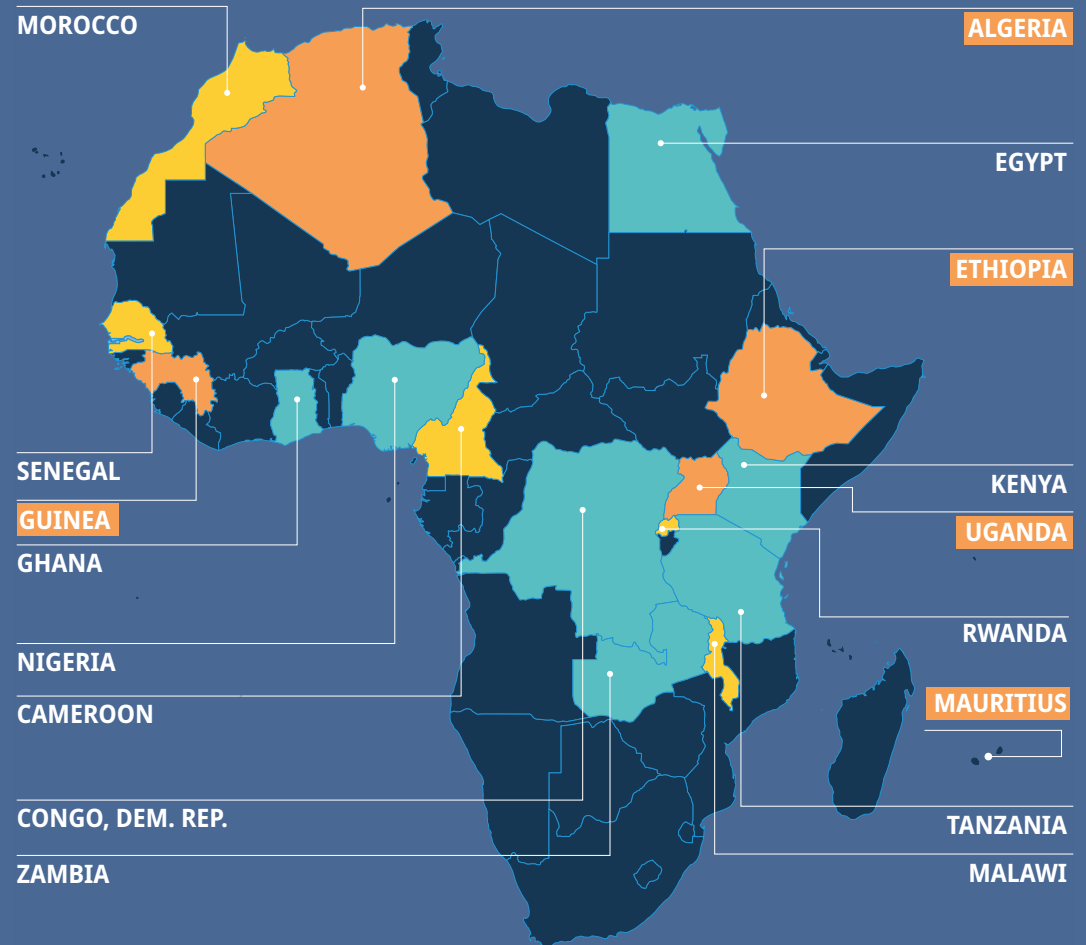 MOROCCO
ALGERIA
EGYPT
ETHIOPIA
SENEGAL
KENYA
GUINEA
UGANDA
GHANA
RWANDA
NIGERIA
MAURITIUS
CAMEROON
CONGO, DEM. REP.
TANZANIA
ZAMBIA
MALAWI